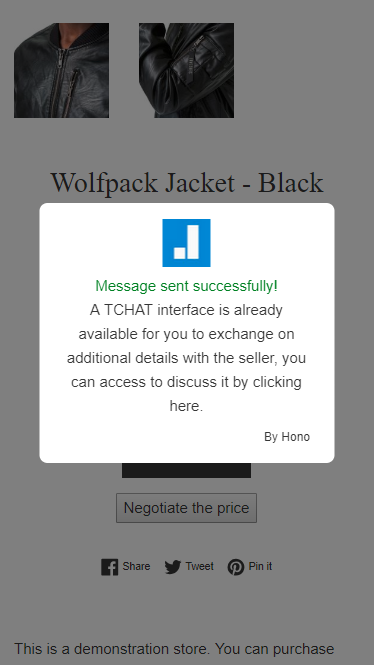 Wolfpack Jacket - Black
Message sent successfully!
A TCHAT interface is already
available for you to exchange on
additional details with the seller, you
can access to discuss it by clicking
here.
By Hono
Negotiate the price
Share Tweet Pin it
This is a demonstration store. You can purchase